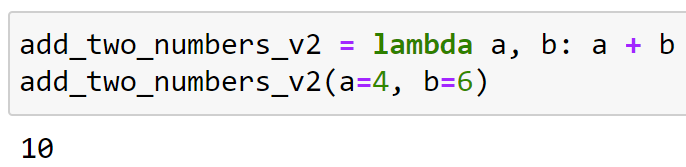 add_two_numbers_v2 = lambda a, b: a + b
add_two_numbers_v2(a=4, b=6)
10